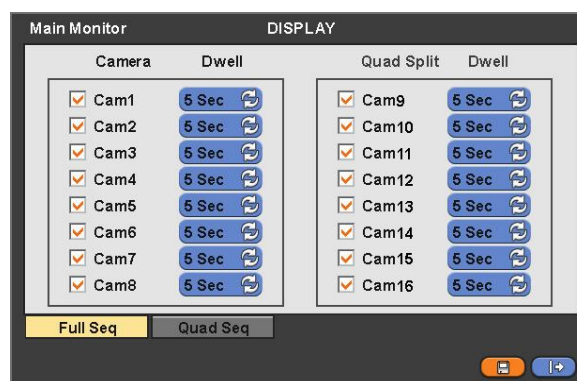 Main Monitor DISPLAY
Camera Dwell Quad Split Dwell
Cam1 5 Sec Cam9 5 Sec
Cam2 5 Sec Cam10 5 Sec
Cam3 5 Sec Cam11 5 Sec
Cam4 5 Sec Cam12 5 Sec
Cam5 5 Sec Cam13 5 Sec
Cam6 5 Sec Cam14 5 Sec
Cam7 5 Sec Cam15 5 Sec
Cam8 5 Sec Cam16 5 Sec
Full Seq Quad Seq